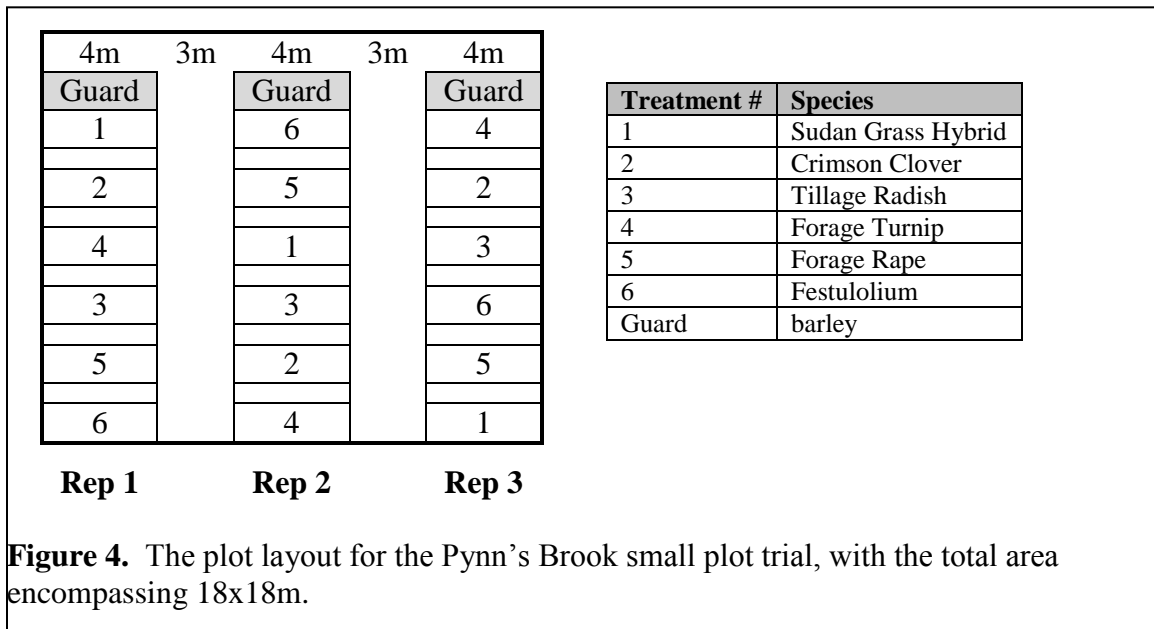 4m 3m 4m 3m 4m
Guard Guard Guard
1 6 4
2 5 2
4 1 3
3 3 6
5 2 5
6 4 1
Rep 1 Rep 2 Rep 3
Treatment # Species
1 Sudan Grass Hybrid
2 Crimson Clover
3 Tillage Radish
4 Forage Turnip
5 Forage Rape
6 Festulolium
Guard barley
Figure 4. The plot layout for the Pynn’s Brook small plot trial, with the total area
encompassing 18x18m.